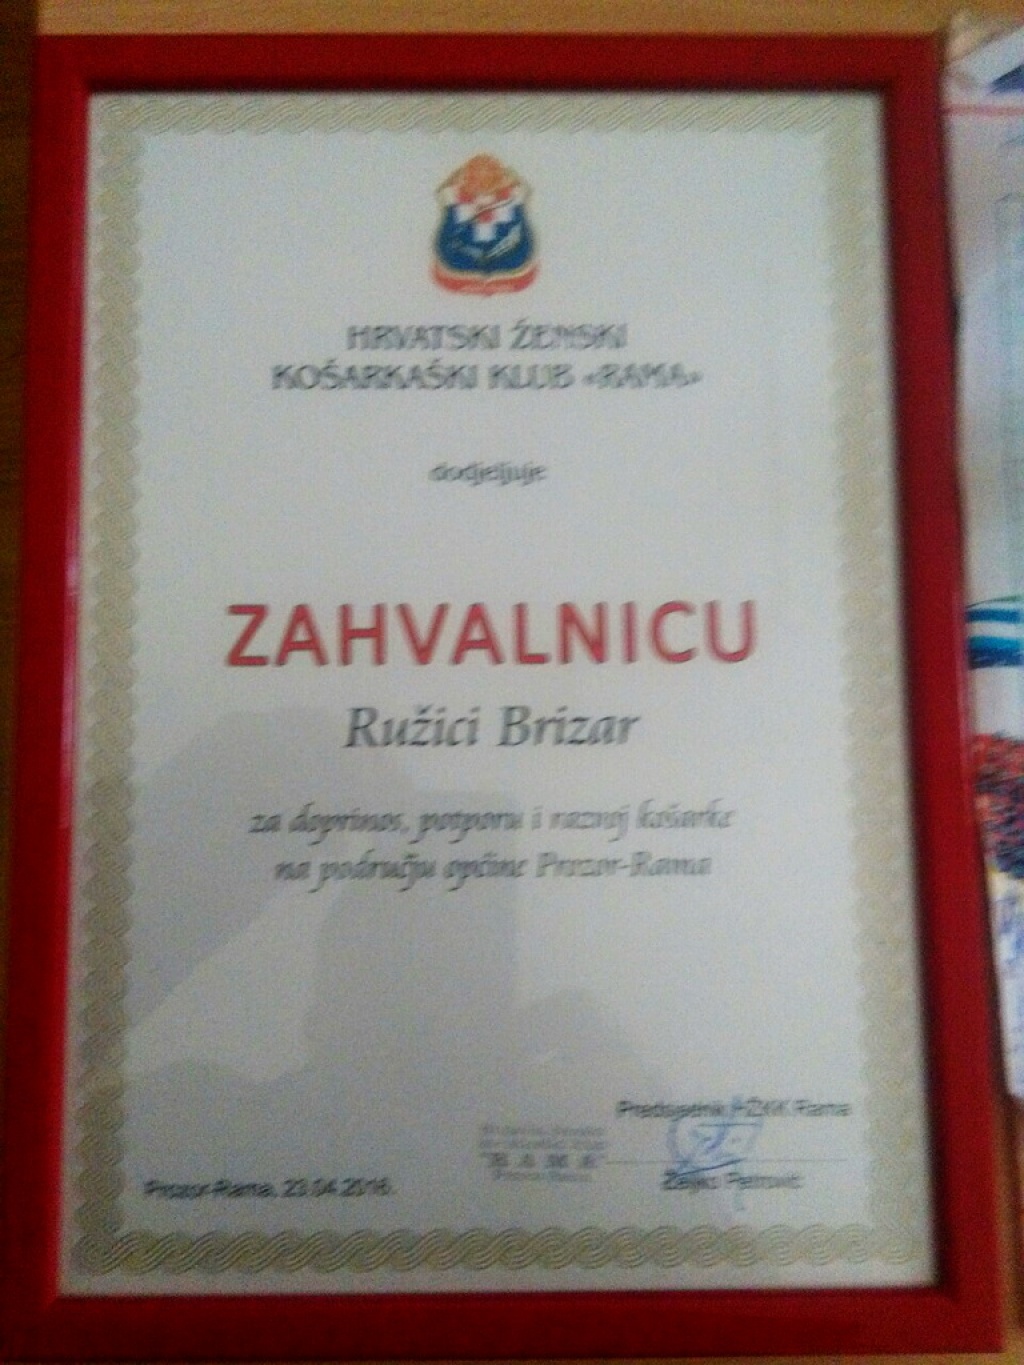 HRVATSKI ŽENSKI
KOŠARKAŠKI KLUB «RAMA»
dodjeljuje
ZAHVALNICU
Ružici Brizar
za doprinos, potporu i razvoj košarke
na području općine Prozor-Rama
Predsjednik HŽKK Rama
"RAMA"
Željko Petrović
Prozor-Rama, 23.04.2016.